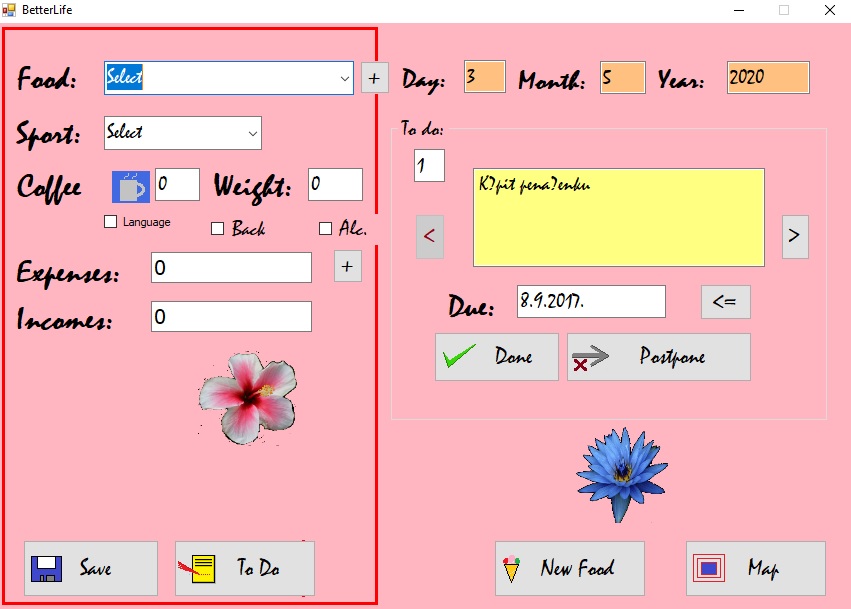 BetterLife
Food: Select +
Day: 3 Month: 5 Year: 2020
Sport: Select
To do:
1
Coffee 0 Weight: 0
K?pit pena?enku
Language Back Alc.
< >
Expenses: 0 +
Incomes: 0
Due: 8.9.2017. <=
Done Postpone
Save To Do New Food Map